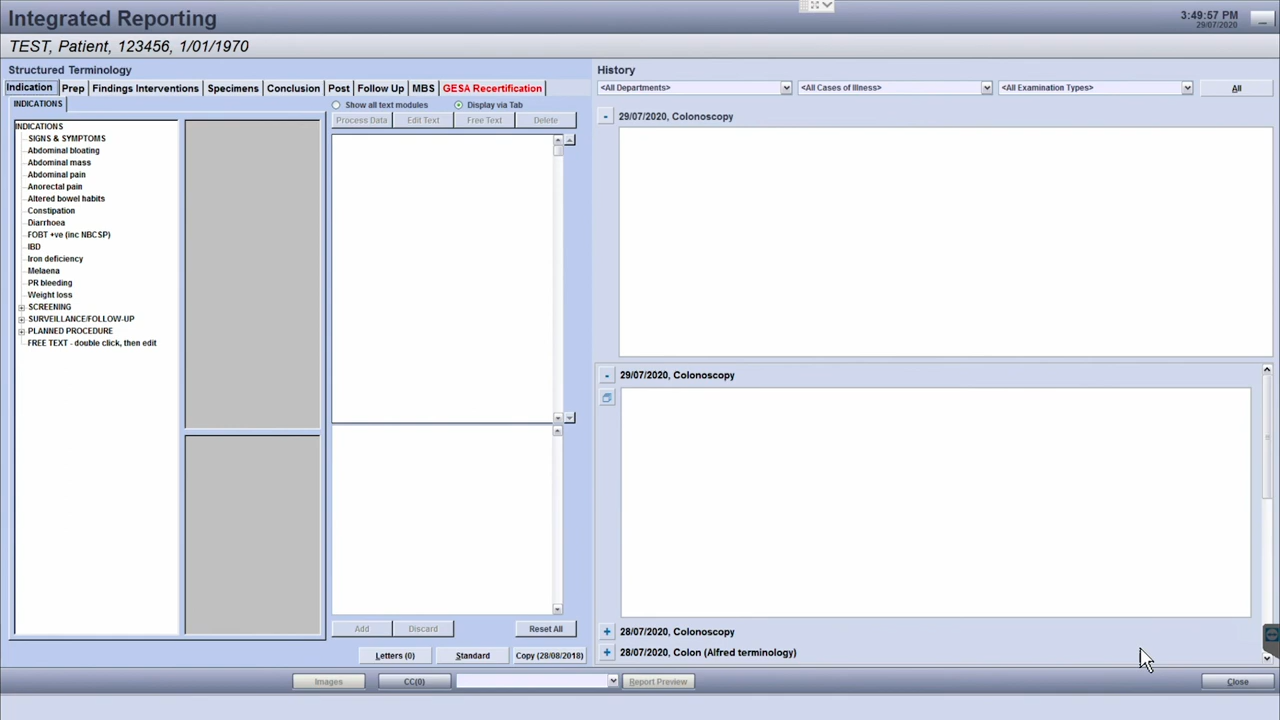 Integrated Reporting
3:49:57 PM
29/07/2020
TEST, Patient, 123456, 1/01/1970
Structured Terminology
Indication Prep Findings Interventions Specimens Conclusion Post Follow Up MBS GESA Recertification
INDICATIONS
Show all text modules Display via Tab
Process Data Edit Text Free Text Delete
INDICATIONS
SIGNS & SYMPTOMS
Abdominal bloating
Abdominal mass
Abdominal pain
Anorectal pain
Altered bowel habits
Constipation
Diarrhoea
FOBT +ve (inc NBCSP)
IBD
Iron deficiency
Melaena
PR bleeding
Weight loss
SCREENING
SURVEILLANCE/FOLLOW-UP
PLANNED PROCEDURE
FREE TEXT - double click, then edit
Add Discard Reset All
Letters (0) Standard Copy (28/08/2018)
History
<All Departments> <All Cases of Illness> <All Examination Types> All
29/07/2020, Colonoscopy
29/07/2020, Colonoscopy
28/07/2020, Colonoscopy
28/07/2020, Colon (Alfred terminology)
Images CC(0) Report Preview Close